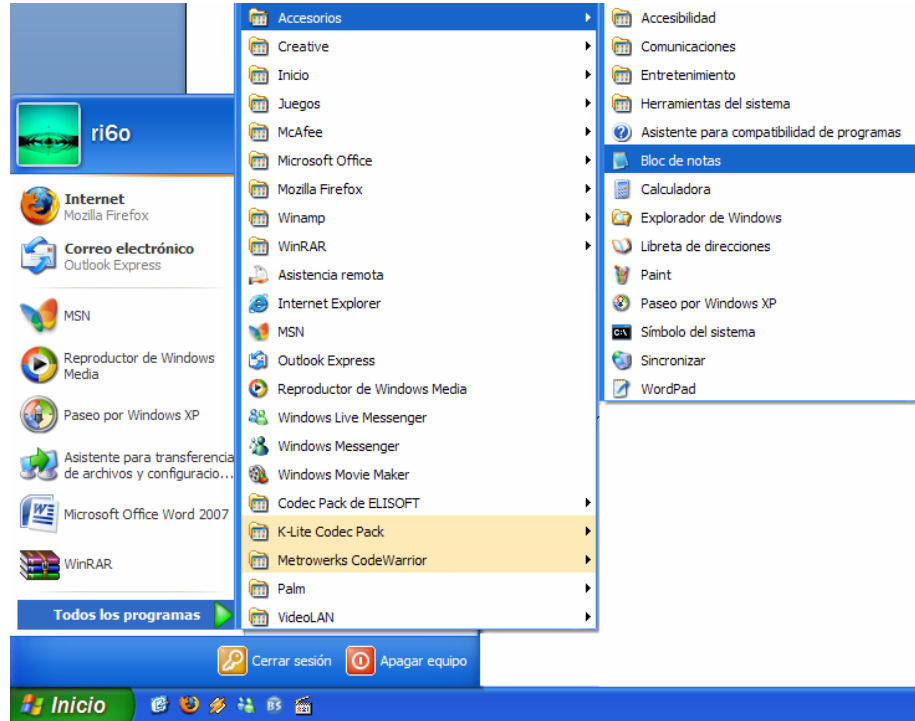 ri6o
Internet
Mozilla Firefox
Correo electrónico
Outlook Express
MSN
Reproductor de Windows
Media
Paseo por Windows XP
Asistente para transferencia
de archivos y configuracio...
Microsoft Office Word 2007
WinRAR
Todos los programas
Accesorios
Creative
Inicio
Juegos
McAfee
Microsoft Office
Mozilla Firefox
Winamp
WinRAR
Asistencia remota
Internet Explorer
MSN
Outlook Express
Reproductor de Windows Media
Windows Live Messenger
Windows Messenger
Windows Movie Maker
Codec Pack de ELISOFT
K-Lite Codec Pack
Metrowerks CodeWarrior
Palm
VideoLAN
Accesibilidad
Comunicaciones
Entretenimiento
Herramientas del sistema
Asistente para compatibilidad de programas
Bloc de notas
Calculadora
Explorador de Windows
Libreta de direcciones
Paint
Paseo por Windows XP
Símbolo del sistema
Sincronizar
WordPad
Cerrar sesión
Apagar equipo
Inicio
BS